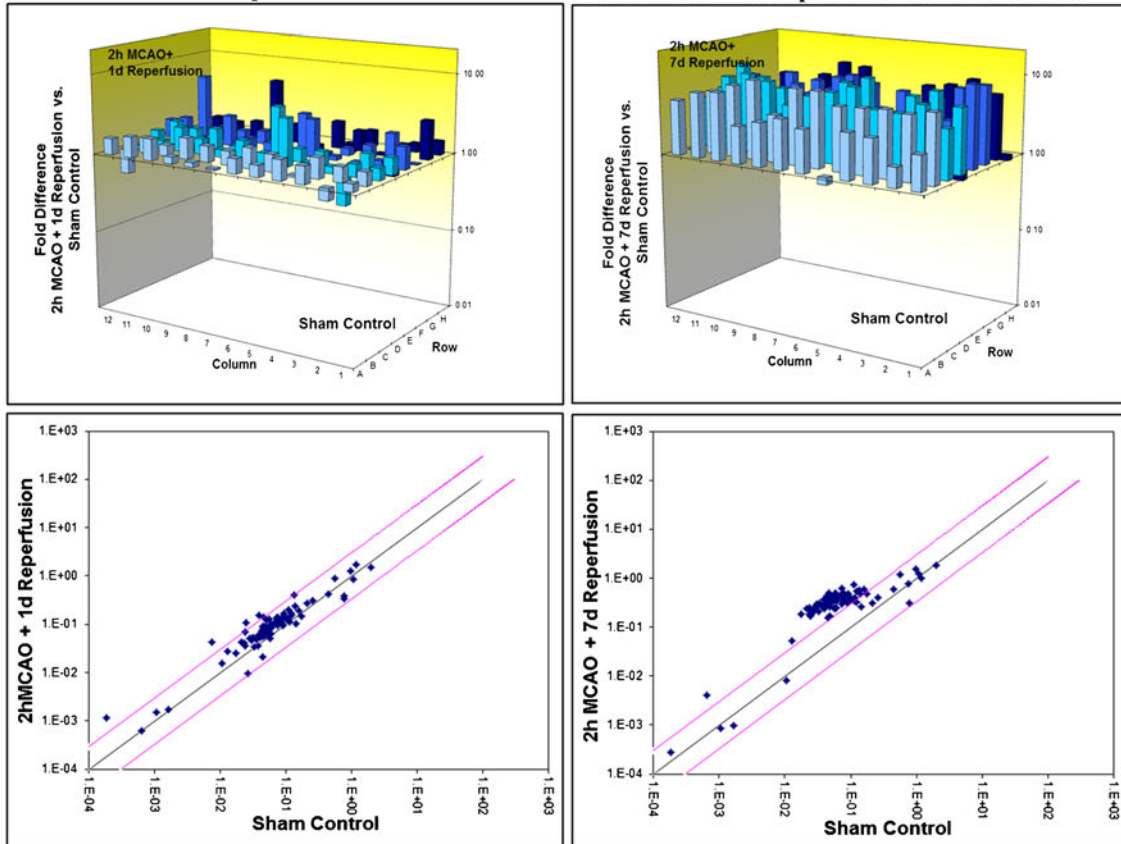 2h MCAO+
1d Reperfusion
10.00
1.00
0.10
0.01
Fold Difference
2h MCAO + 1d Reperfusion vs.
Sham Control
12 11 10 9 8 7 6 5 4 3 2 1
Column
A B C D E F G H
Row
Sham Control
2h MCAO+
7d Reperfusion
10.00
1.00
0.10
0.01
Fold Difference
2h MCAO + 7d Reperfusion vs.
Sham Control
12 11 10 9 8 7 6 5 4 3 2 1
Column
A B C D E F G H
Row
Sham Control
1.E+03
1.E+02
1.E+01
1.E+00
1.E-01
1.E-02
1.E-03
1.E-04
2hMCAO + 1d Reperfusion
1.E-04 1.E-03 1.E-02 1.E-01 1.E+00 1.E+01 1.E+02 1.E+03
Sham Control
1.E+03
1.E+02
1.E+01
1.E+00
1.E-01
1.E-02
1.E-03
1.E-04
2h MCAO + 7d Reperfusion
1.E-04 1.E-03 1.E-02 1.E-01 1.E+00 1.E+01 1.E+02 1.E+03
Sham Control